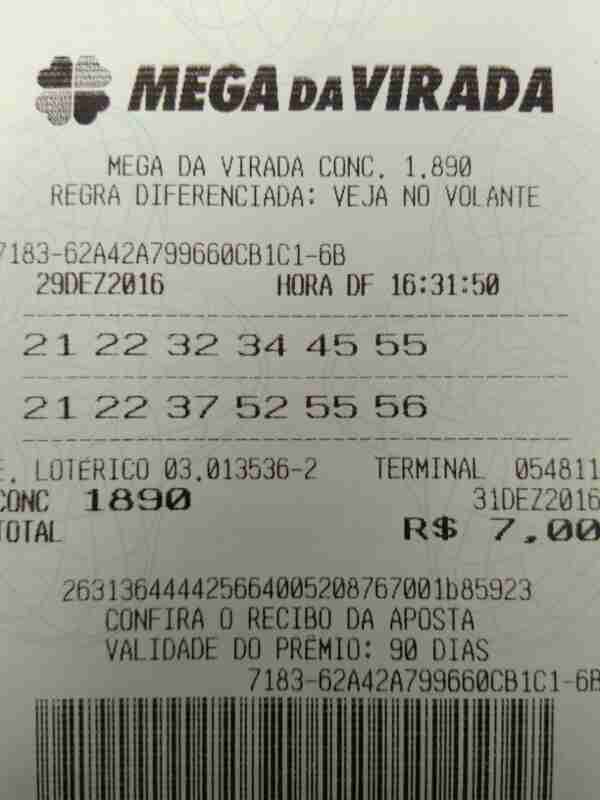 MEGA DA VIRADA
MEGA DA VIRADA CONC. 1.890
REGRA DIFERENCIADA: VEJA NO VOLANTE
7183-62A42A799660CB1C1-6B
29DEZ2016 HORA DF 16:31:50
21 22 32 34 45 55
21 22 37 52 55 56
E. LOTÉRICO 03.013536-2 TERMINAL 054811
CONC 1890 31DEZ2016
TOTAL R$ 7,00
263136444425664005208767001b85923
CONFIRA O RECIBO DA APOSTA
VALIDADE DO PRÊMIO: 90 DIAS
7183-62A42A799660CB1C1-6B